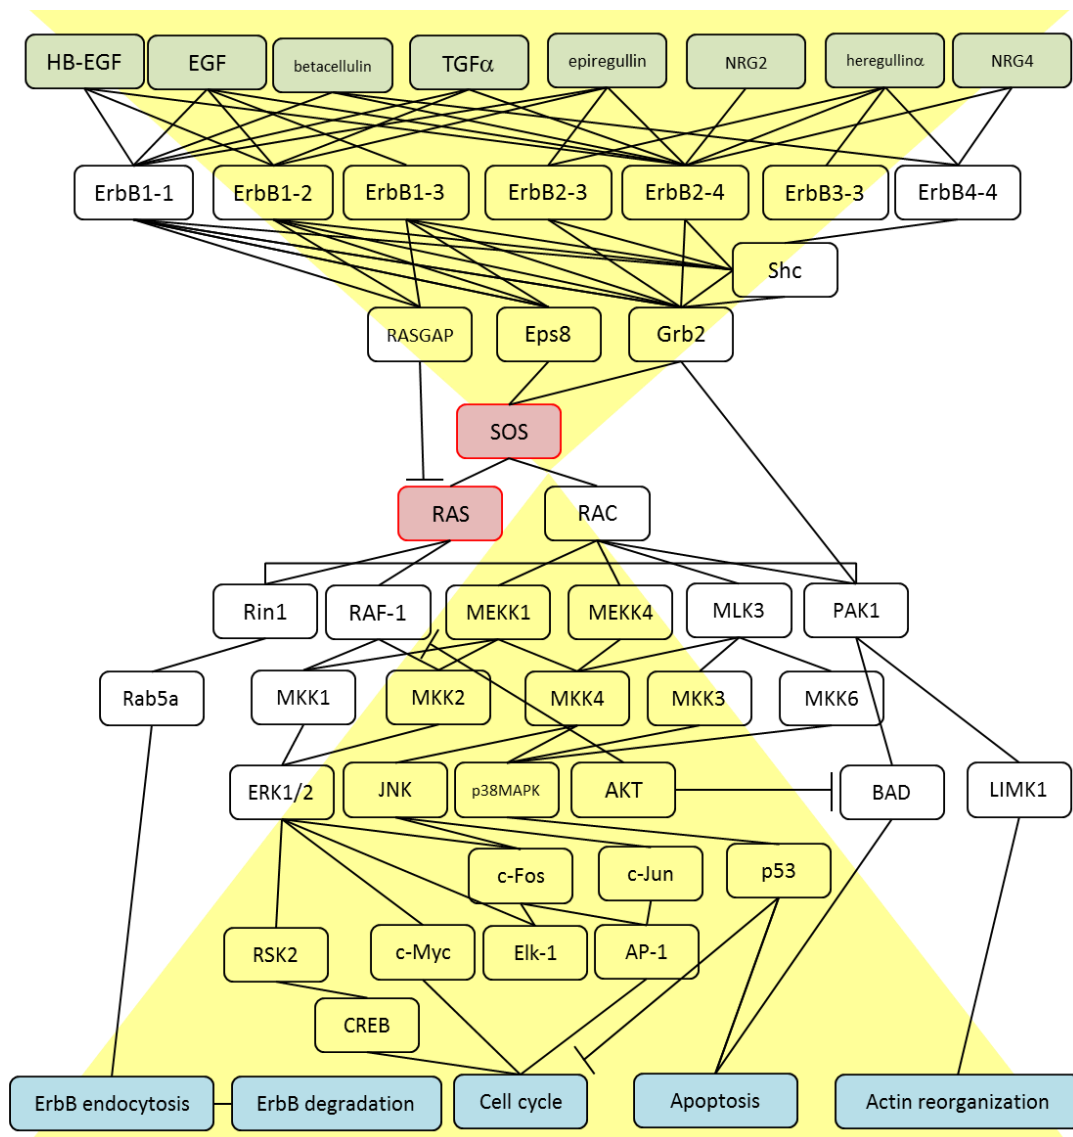 HB-EGF
EGF
betacellulin
TGFα
epiregullin
NRG2
heregullinα
NRG4
ErbB1-1
ErbB1-2
ErbB1-3
ErbB2-3
ErbB2-4
ErbB3-3
ErbB4-4
Shc
RASGAP
Eps8
Grb2
SOS
RAS
RAC
Rin1
RAF-1
MEKK1
MEKK4
MLK3
PAK1
Rab5a
MKK1
MKK2
MKK4
MKK3
MKK6
ERK1/2
JNK
p38MAPK
AKT
BAD
LIMK1
c-Fos
c-Jun
p53
RSK2
c-Myc
Elk-1
AP-1
CREB
ErbB endocytosis
ErbB degradation
Cell cycle
Apoptosis
Actin reorganization